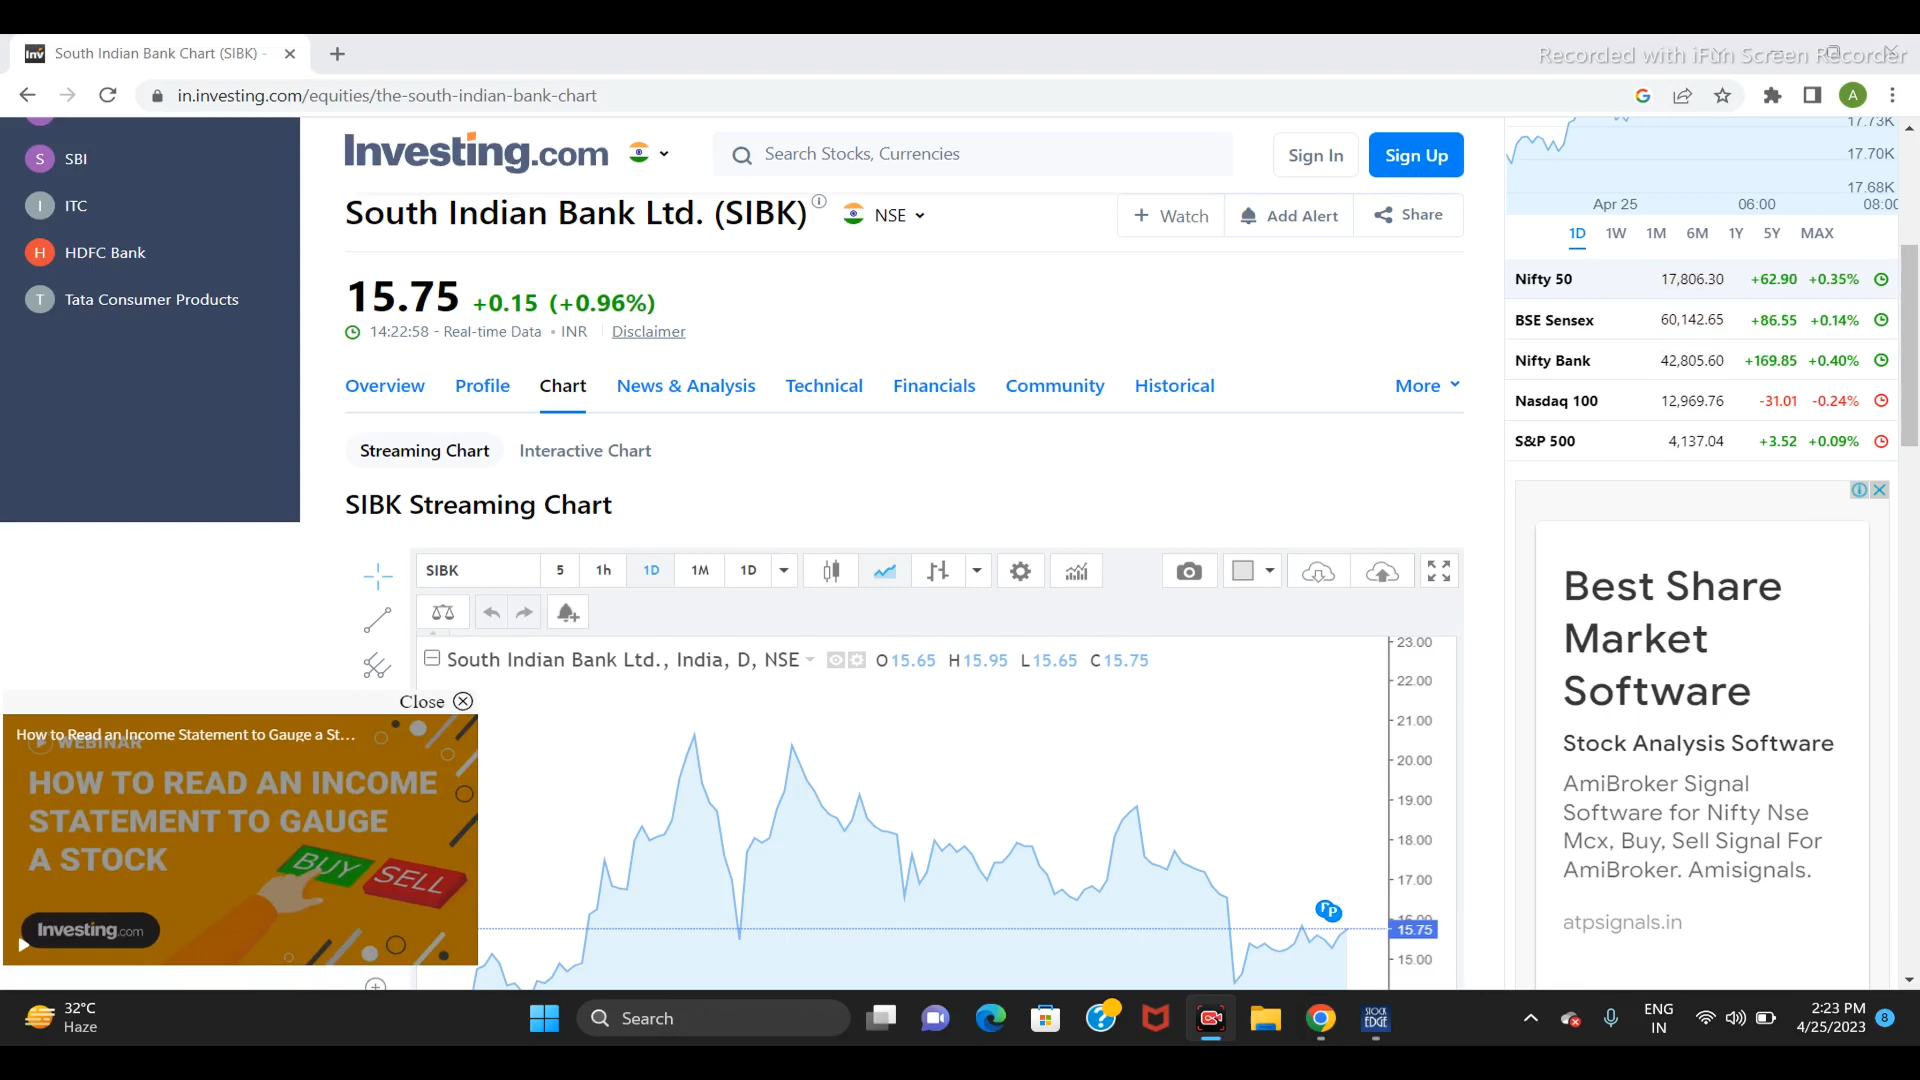 South Indian Bank Chart (SIBK) -
Recorded with iFun Screen Recorder
in.investing.com/equities/the-south-indian-bank-chart
A
S SBI
I ITC
H HDFC Bank
T Tata Consumer Products
Investing.com
Search Stocks, Currencies
Sign In
Sign Up
South Indian Bank Ltd. (SIBK)
NSE
+ Watch
Add Alert
Share
15.75 +0.15 (+0.96%)
14:22:58 - Real-time Data • INR Disclaimer
Overview Profile Chart News & Analysis Technical Financials Community Historical More
Streaming Chart Interactive Chart
SIBK Streaming Chart
SIBK 5 1h 1D 1M 1D
South Indian Bank Ltd., India, D, NSE O 15.65 H 15.95 L 15.65 C 15.75
23.00
22.00
21.00
20.00
19.00
18.00
17.00
16.00
15.75
15.00
Close
How to Read an Income Statement to Gauge a St...
WEBINAR
HOW TO READ AN INCOME
STATEMENT TO GAUGE
A STOCK
BUY
SELL
Investing.com
17.73K
17.70K
17.68K
Apr 25 06:00 08:00
1D 1W 1M 6M 1Y 5Y MAX
Nifty 50 17,806.30 +62.90 +0.35%
BSE Sensex 60,142.65 +86.55 +0.14%
Nifty Bank 42,805.60 +169.85 +0.40%
Nasdaq 100 12,969.76 -31.01 -0.24%
S&P 500 4,137.04 +3.52 +0.09%
Best Share
Market
Software
Stock Analysis Software
AmiBroker Signal
Software for Nifty Nse
Mcx, Buy, Sell Signal For
AmiBroker. Amisignals.
atpsignals.in
32°C
Haze
Search
STOCK
EDGE
ENG
IN
2:23 PM
4/25/2023
8